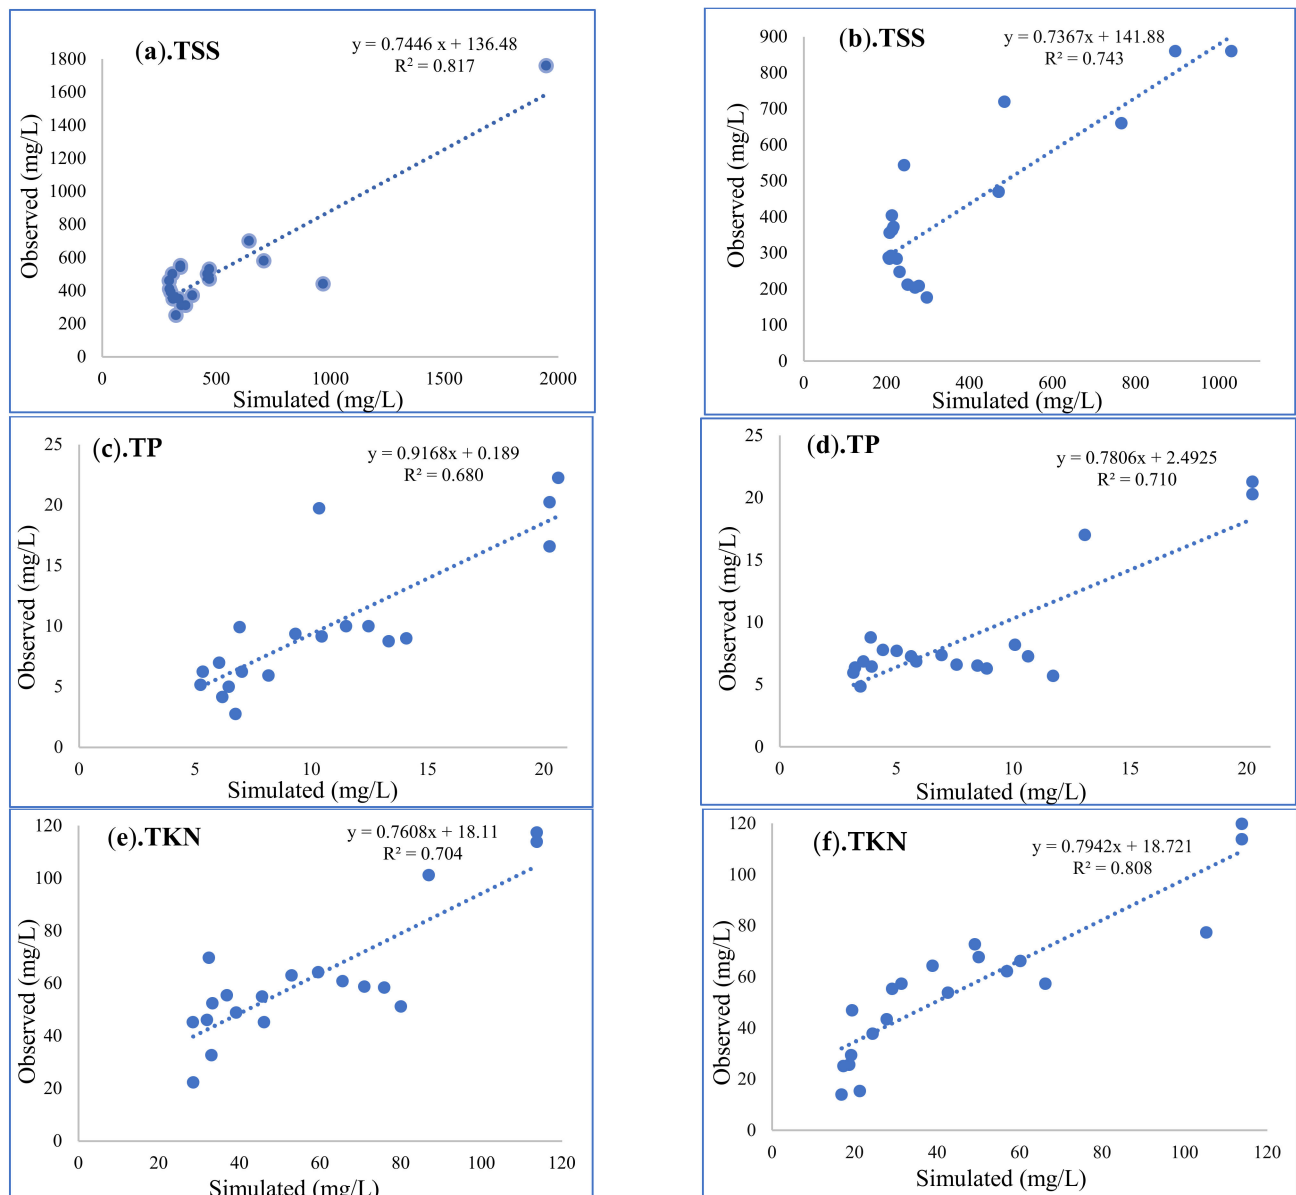 (a).TSS
y = 0.7446 x + 136.48
R² = 0.817
Observed (mg/L)
1800
1600
1400
1200
1000
800
600
400
200
0
0 500 1000 1500 2000
Simulated (mg/L)
(b).TSS
y = 0.7367x + 141.88
R² = 0.743
Observed (mg/L)
900
800
700
600
500
400
300
200
100
0
0 200 400 600 800 1000
Simulated (mg/L)
(c).TP
y = 0.9168x + 0.189
R² = 0.680
Observed (mg/L)
25
20
15
10
5
0
0 5 10 15 20
Simulated (mg/L)
(d).TP
y = 0.7806x + 2.4925
R² = 0.710
Observed (mg/L)
25
20
15
10
5
0
0 5 10 15 20
Simulated (mg/L)
(e).TKN
y = 0.7608x + 18.11
R² = 0.704
Observed (mg/L)
120
100
80
60
40
20
0
0 20 40 60 80 100 120
Simulated (mg/L)
(f).TKN
y = 0.7942x + 18.721
R² = 0.808
Observed (mg/L)
120
100
80
60
40
20
0
0 20 40 60 80 100 120
Simulated (mg/L)